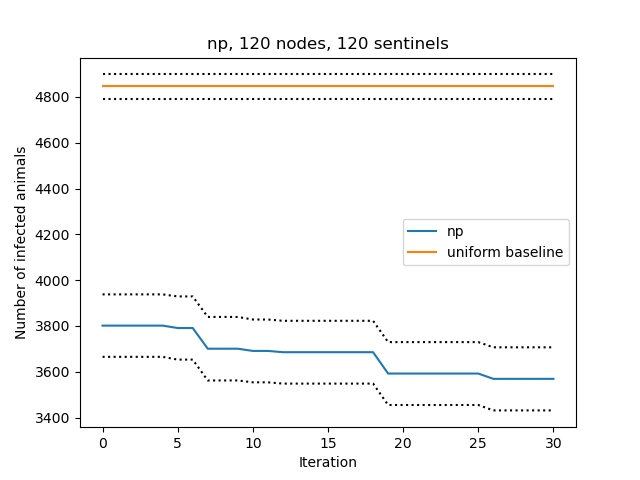 np, 120 nodes, 120 sentinels
Number of infected animals
4800
4600
4400
4200
4000
3800
3600
3400
np
uniform baseline
0 5 10 15 20 25 30
Iteration